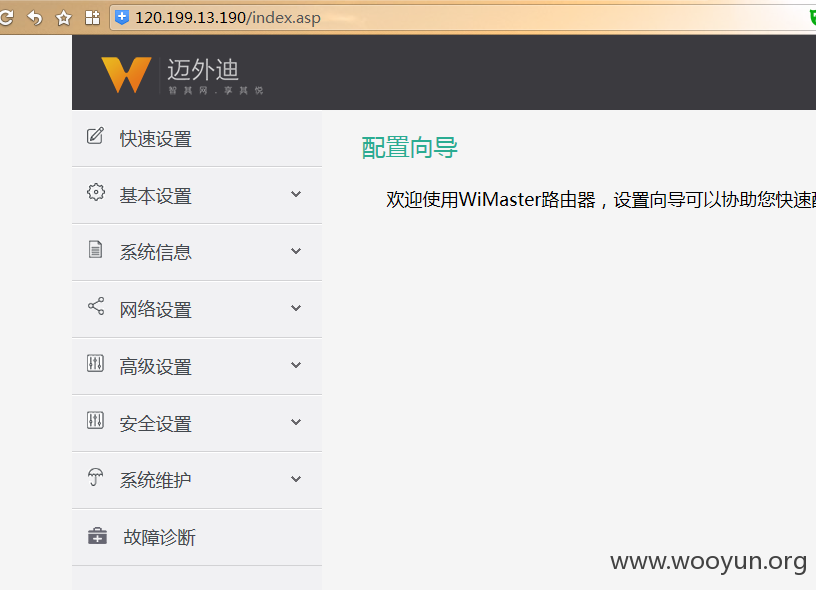 120.199.13.190/index.asp
迈外迪
智其网.享其悦
快速设置
配置向导
基本设置
欢迎使用WiMaster路由器，设置向导可以协助您快速配
系统信息
网络设置
高级设置
安全设置
系统维护
故障诊断
www.wooyun.org